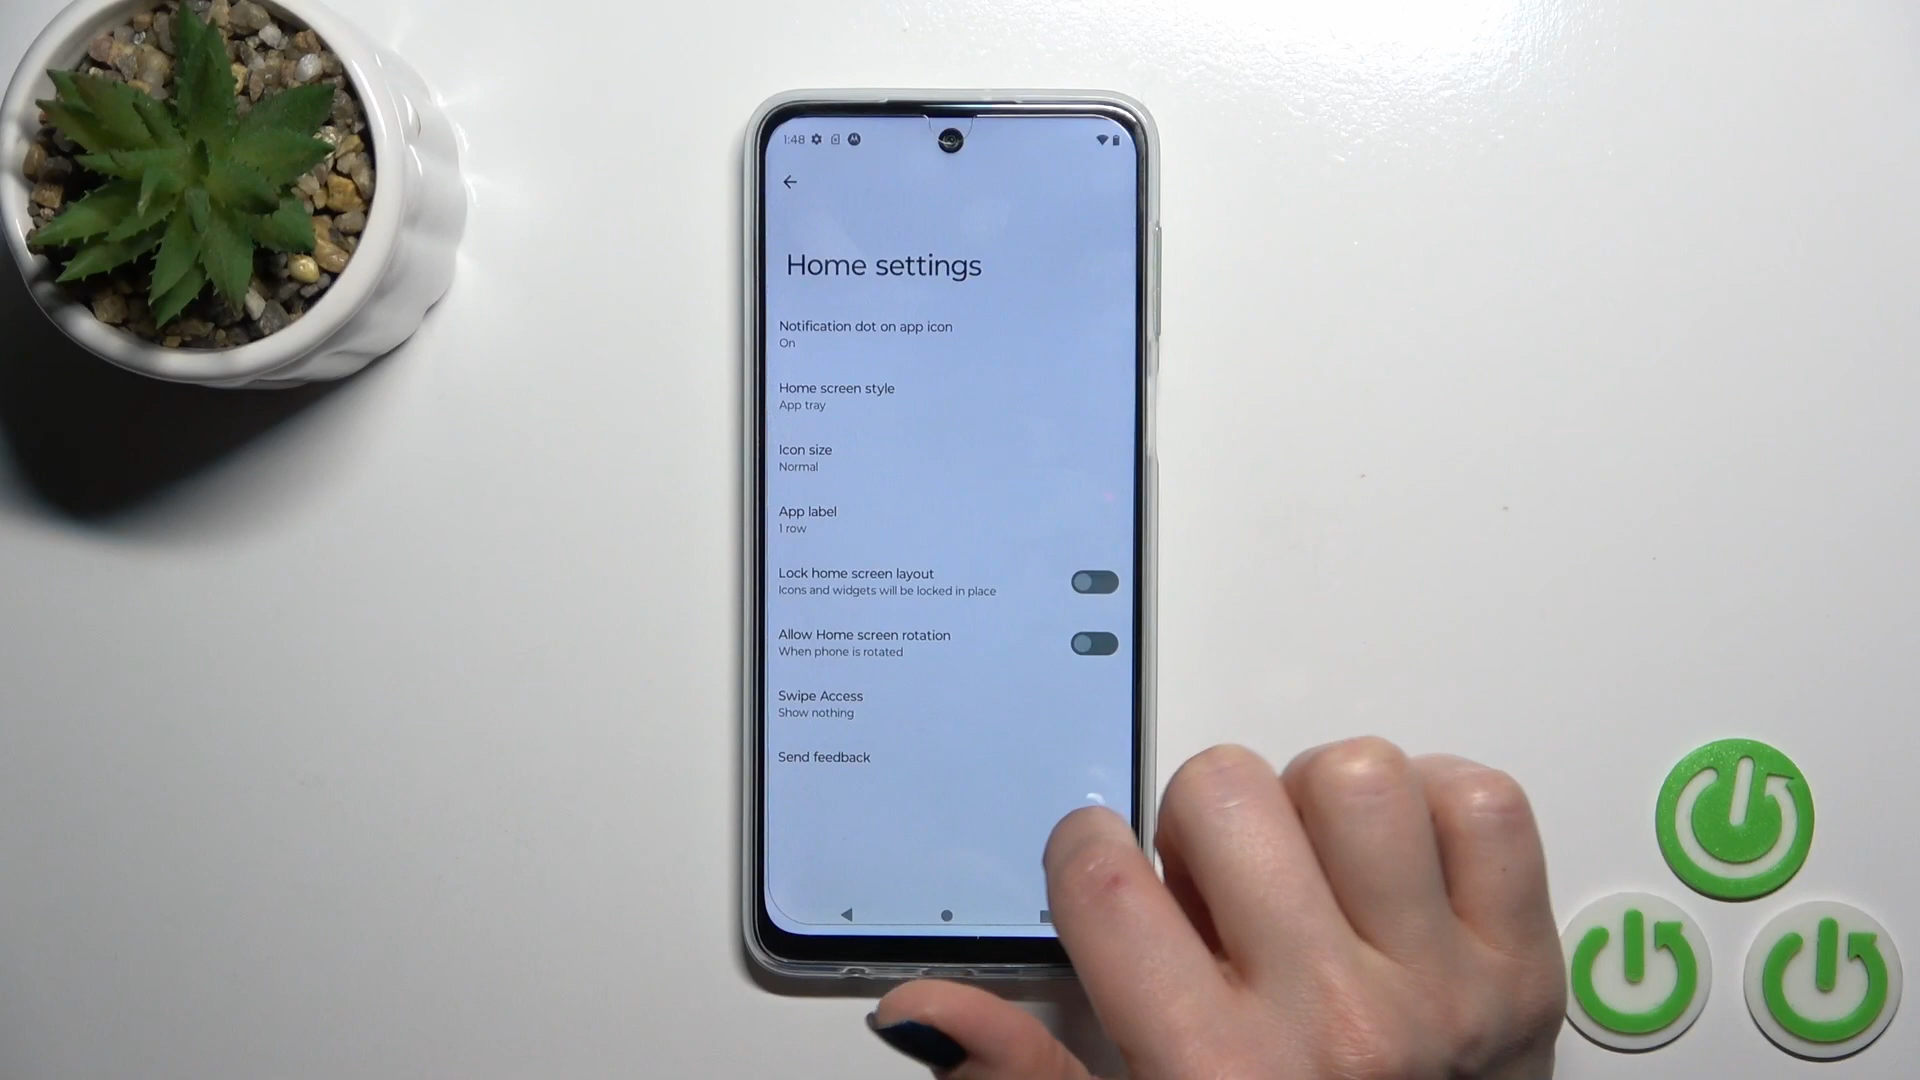 1:48
Home settings
Notification dot on app icon
On
Home screen style
App tray
Icon size
Normal
App label
1 row
Lock home screen layout
Icons and widgets will be locked in place
Allow Home screen rotation
When phone is rotated
Swipe Access
Show nothing
Send feedback